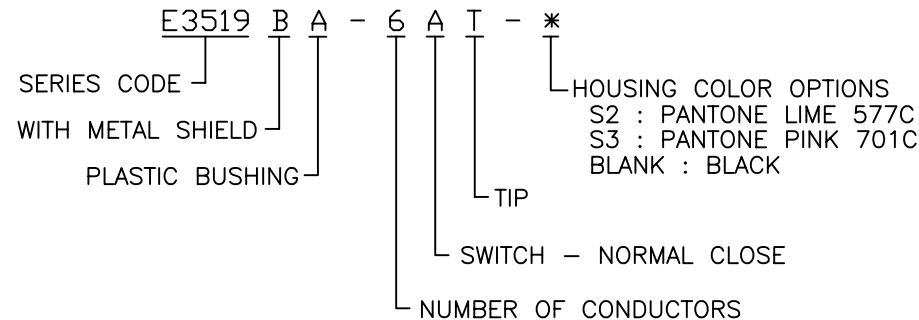 E3519 B A - 6 A T - *
SERIES CODE
WITH METAL SHIELD
PLASTIC BUSHING
HOUSING COLOR OPTIONS
S2 : PANTONE LIME 577C
S3 : PANTONE PINK 701C
BLANK : BLACK
TIP
SWITCH - NORMAL CLOSE
NUMBER OF CONDUCTORS